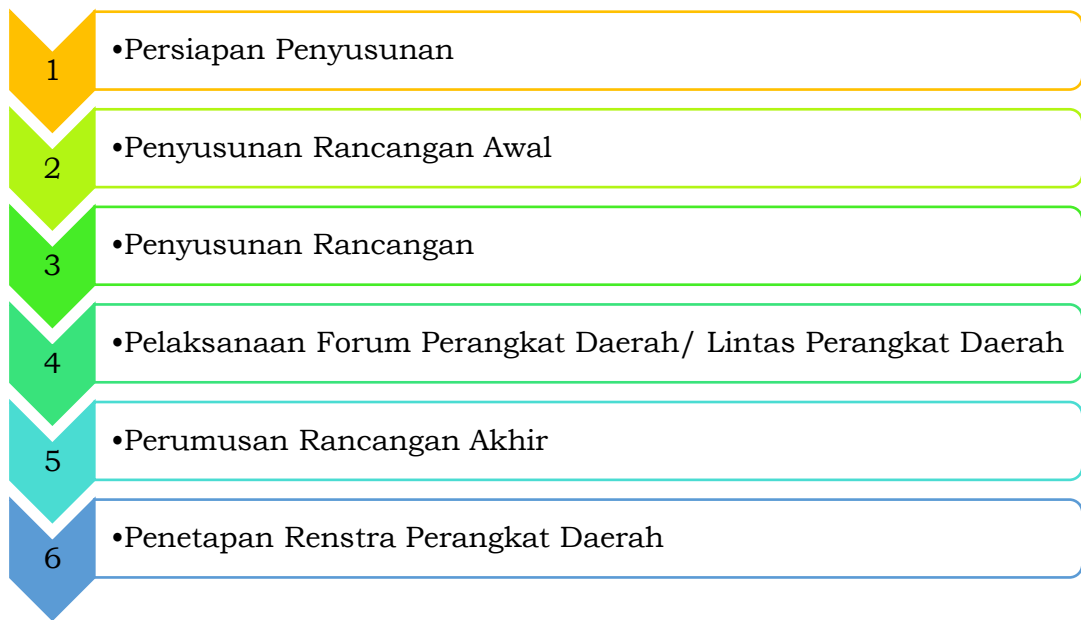 1
•Persiapan Penyusunan
2
•Penyusunan Rancangan Awal
3
•Penyusunan Rancangan
4
•Pelaksanaan Forum Perangkat Daerah/ Lintas Perangkat Daerah
5
•Perumusan Rancangan Akhir
6
•Penetapan Renstra Perangkat Daerah